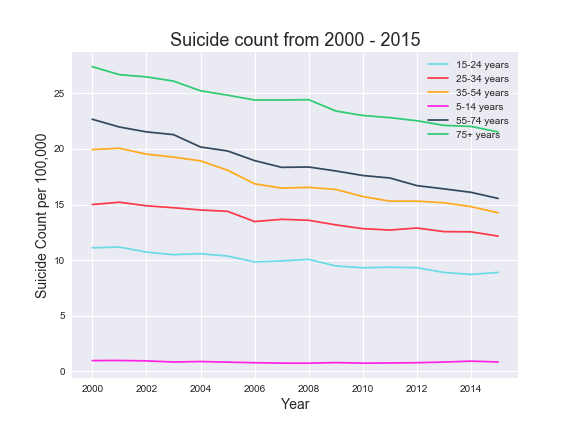 Suicide count from 2000 - 2015
15-24 years
25-34 years
35-54 years
5-14 years
55-74 years
75+ years
25
20
15
10
5
0
Suicide Count per 100,000
2000 2002 2004 2006 2008 2010 2012 2014
Year